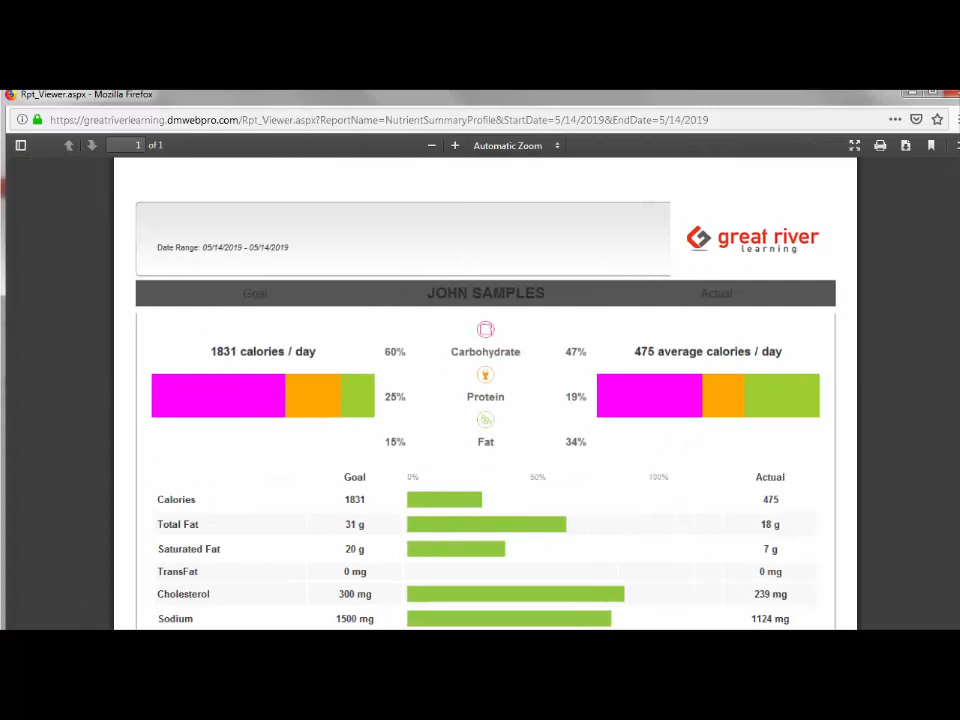 Rpt_Viewer.aspx - Mozilla Firefox
https://greatriverlearning.dmwebpro.com/Rpt_Viewer.aspx?ReportName=NutrientSummaryProfile&StartDate=5/14/2019&EndDate=5/14/2019
1 of 1 Automatic Zoom
Date Range: 05/14/2019 - 05/14/2019
great river
learning
Goal JOHN SAMPLES Actual
1831 calories / day 60% Carbohydrate 47% 475 average calories / day
25% Protein 19%
15% Fat 34%
Goal 0% 50% 100% Actual
Calories 1831 475
Total Fat 31 g 18 g
Saturated Fat 20 g 7 g
TransFat 0 mg 0 mg
Cholesterol 300 mg 239 mg
Sodium 1500 mg 1124 mg